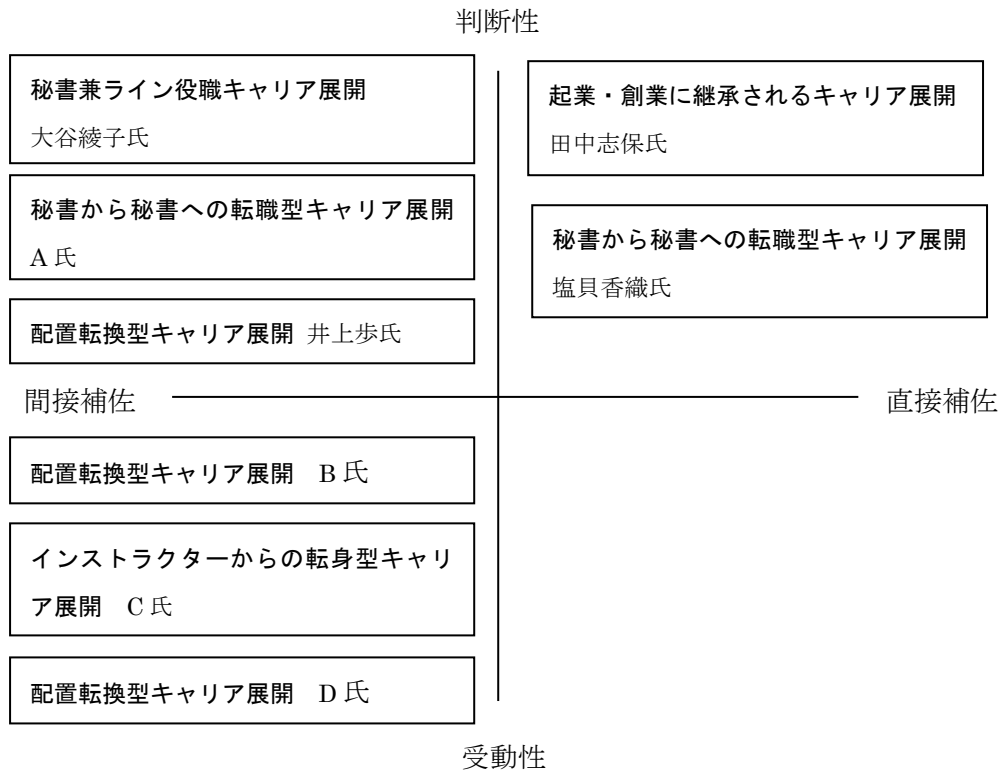 判断性
秘書兼ライン役職キャリア展開
大谷綾子氏
秘書から秘書への転職型キャリア展開
A 氏
配置転換型キャリア展開 井上歩氏
起業・創業に継承されるキャリア展開
田中志保氏
秘書から秘書への転職型キャリア展開
塩貝香織氏
間接補佐
直接補佐
配置転換型キャリア展開 B 氏
インストラクターからの転身型キャリ
ア展開 C 氏
配置転換型キャリア展開 D 氏
受動性